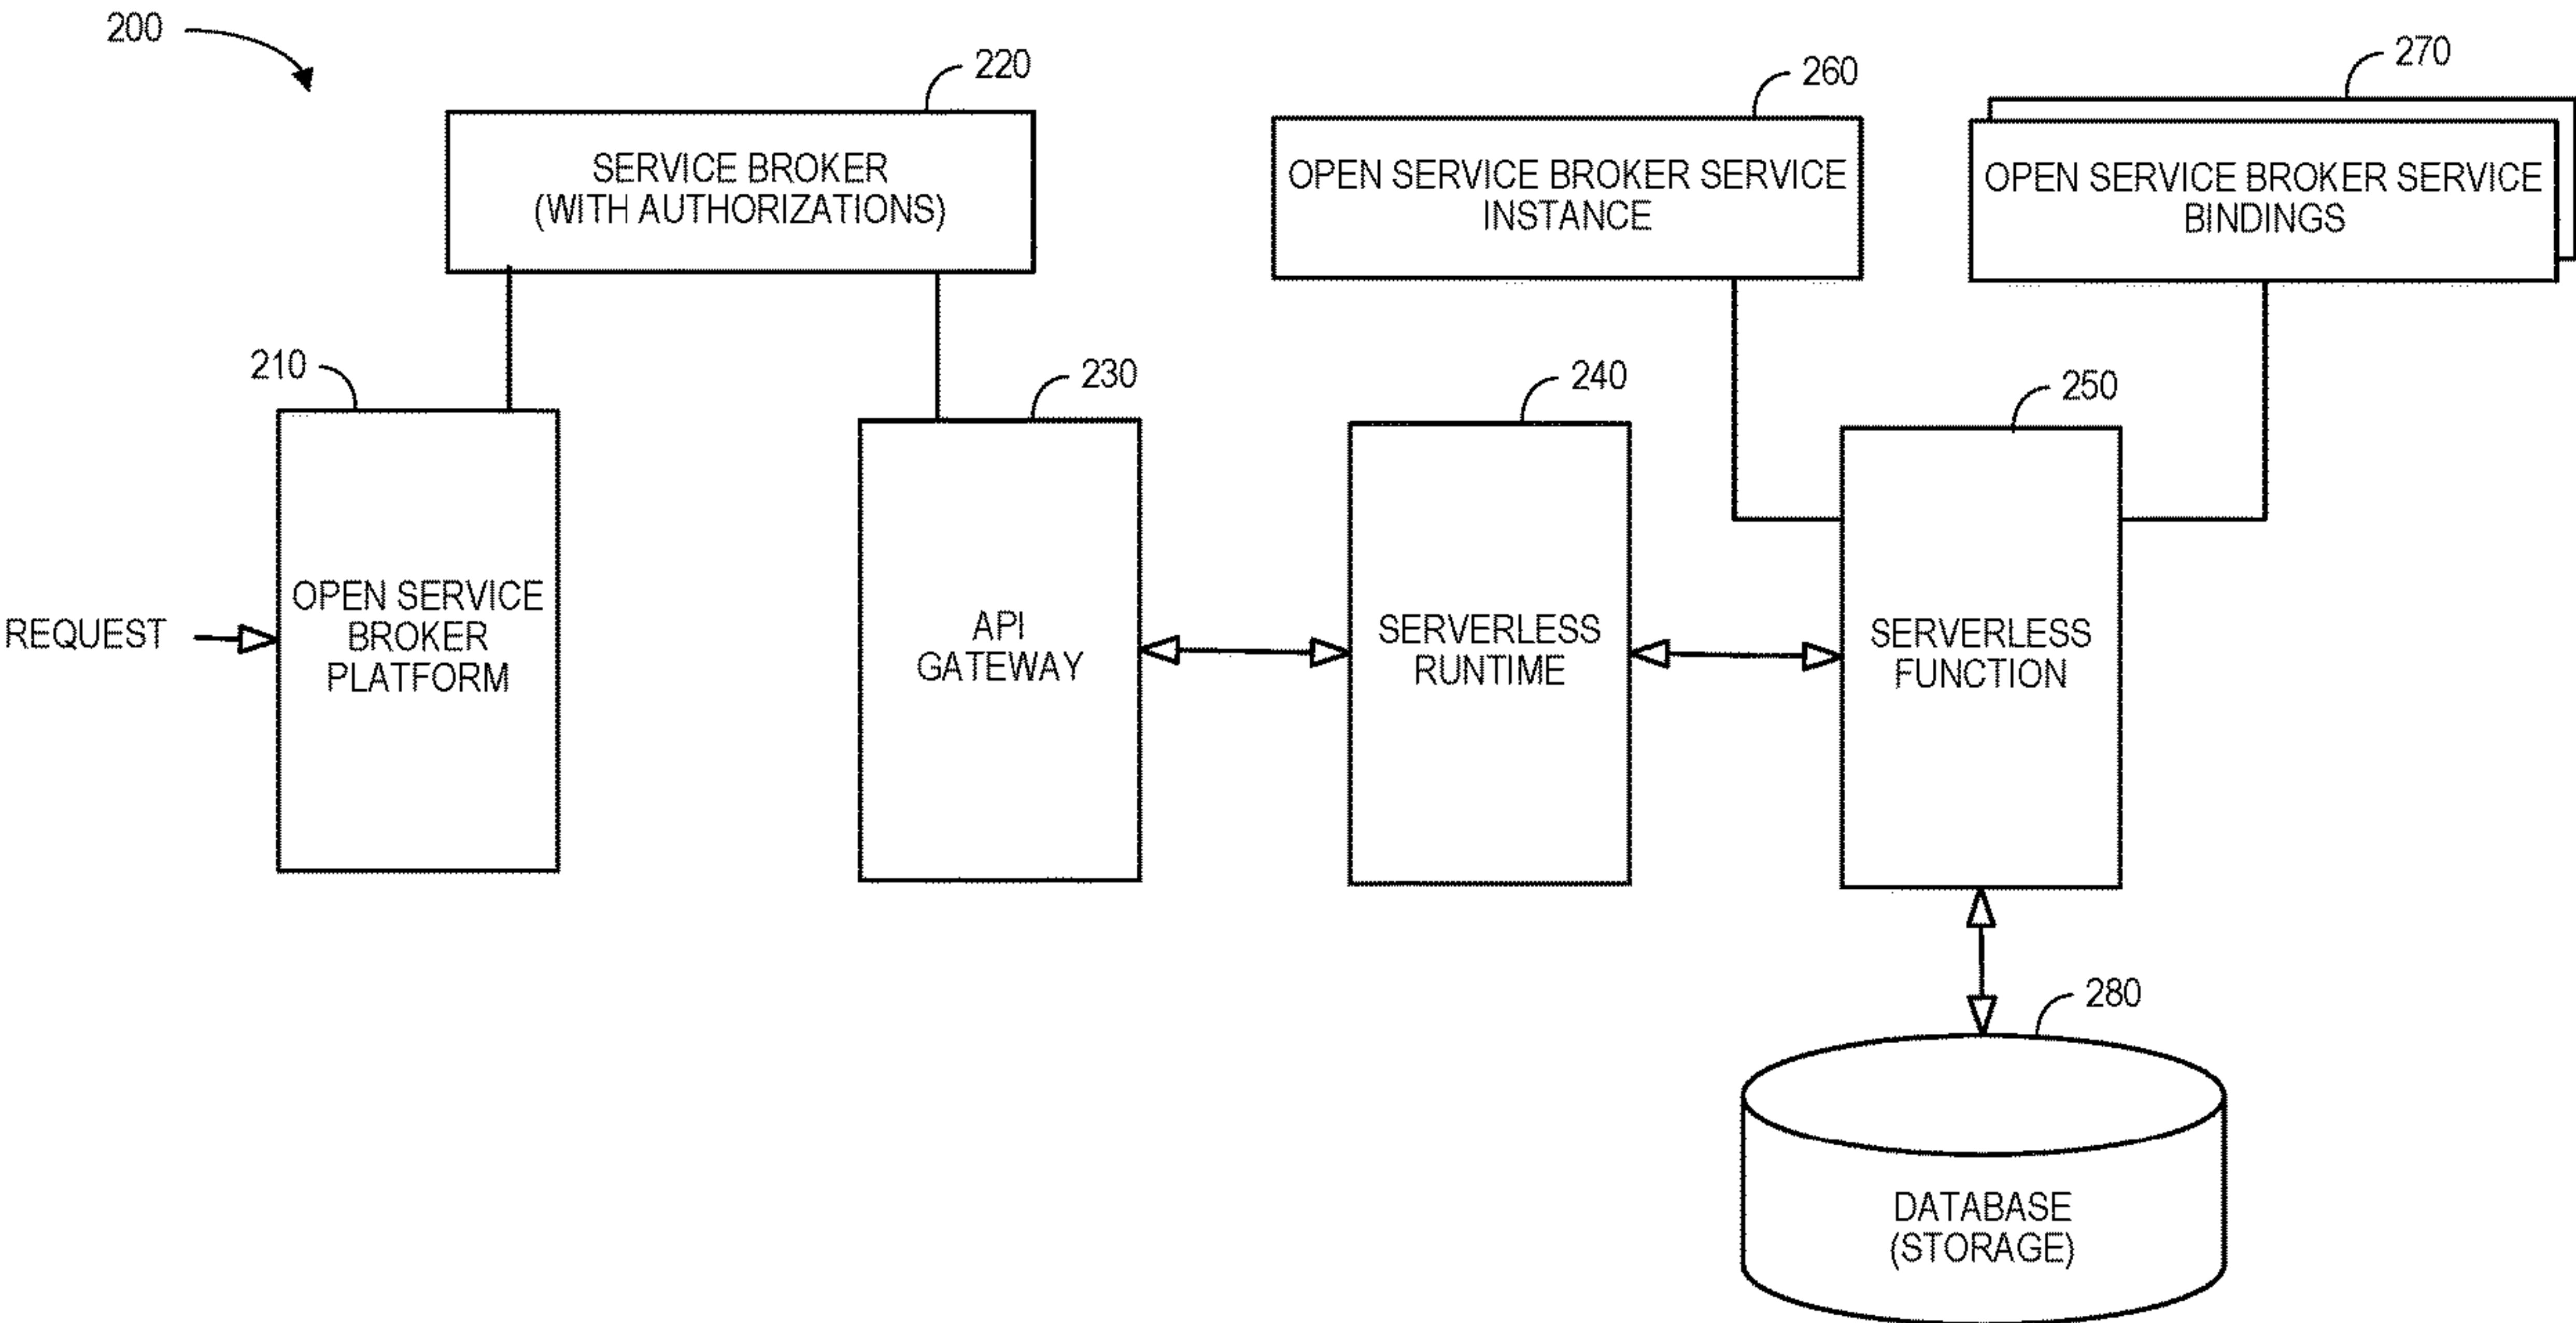 200
220
260
270
SERVICE BROKER
(WITH AUTHORIZATIONS)
OPEN SERVICE BROKER SERVICE
INSTANCE
OPEN SERVICE BROKER SERVICE
BINDINGS
210
230
240
250
REQUEST
OPEN SERVICE
BROKER
PLATFORM
API
GATEWAY
SERVERLESS
RUNTIME
SERVERLESS
FUNCTION
280
DATABASE
(STORAGE)